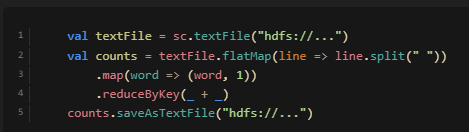 1 val textFile = sc.textFile("hdfs://...")
2 val counts = textFile.flatMap(line => line.split(" "))
3 .map(word => (word, 1))
4 .reduceByKey(_ + _)
5 counts.saveAsTextFile("hdfs://...")